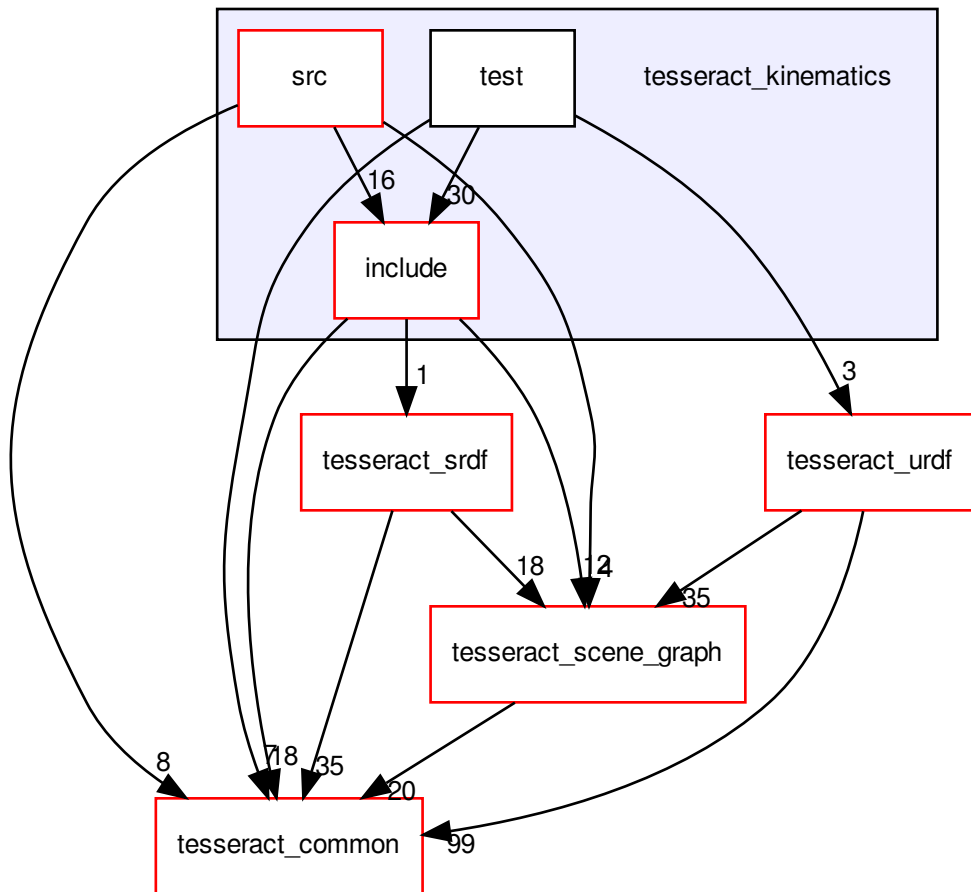 src
test
tesseract_kinematics
16
30
include
1
3
tesseract_srdf
tesseract_urdf
18
12
4
35
tesseract_scene_graph
8
7
18
35
20
99
tesseract_common